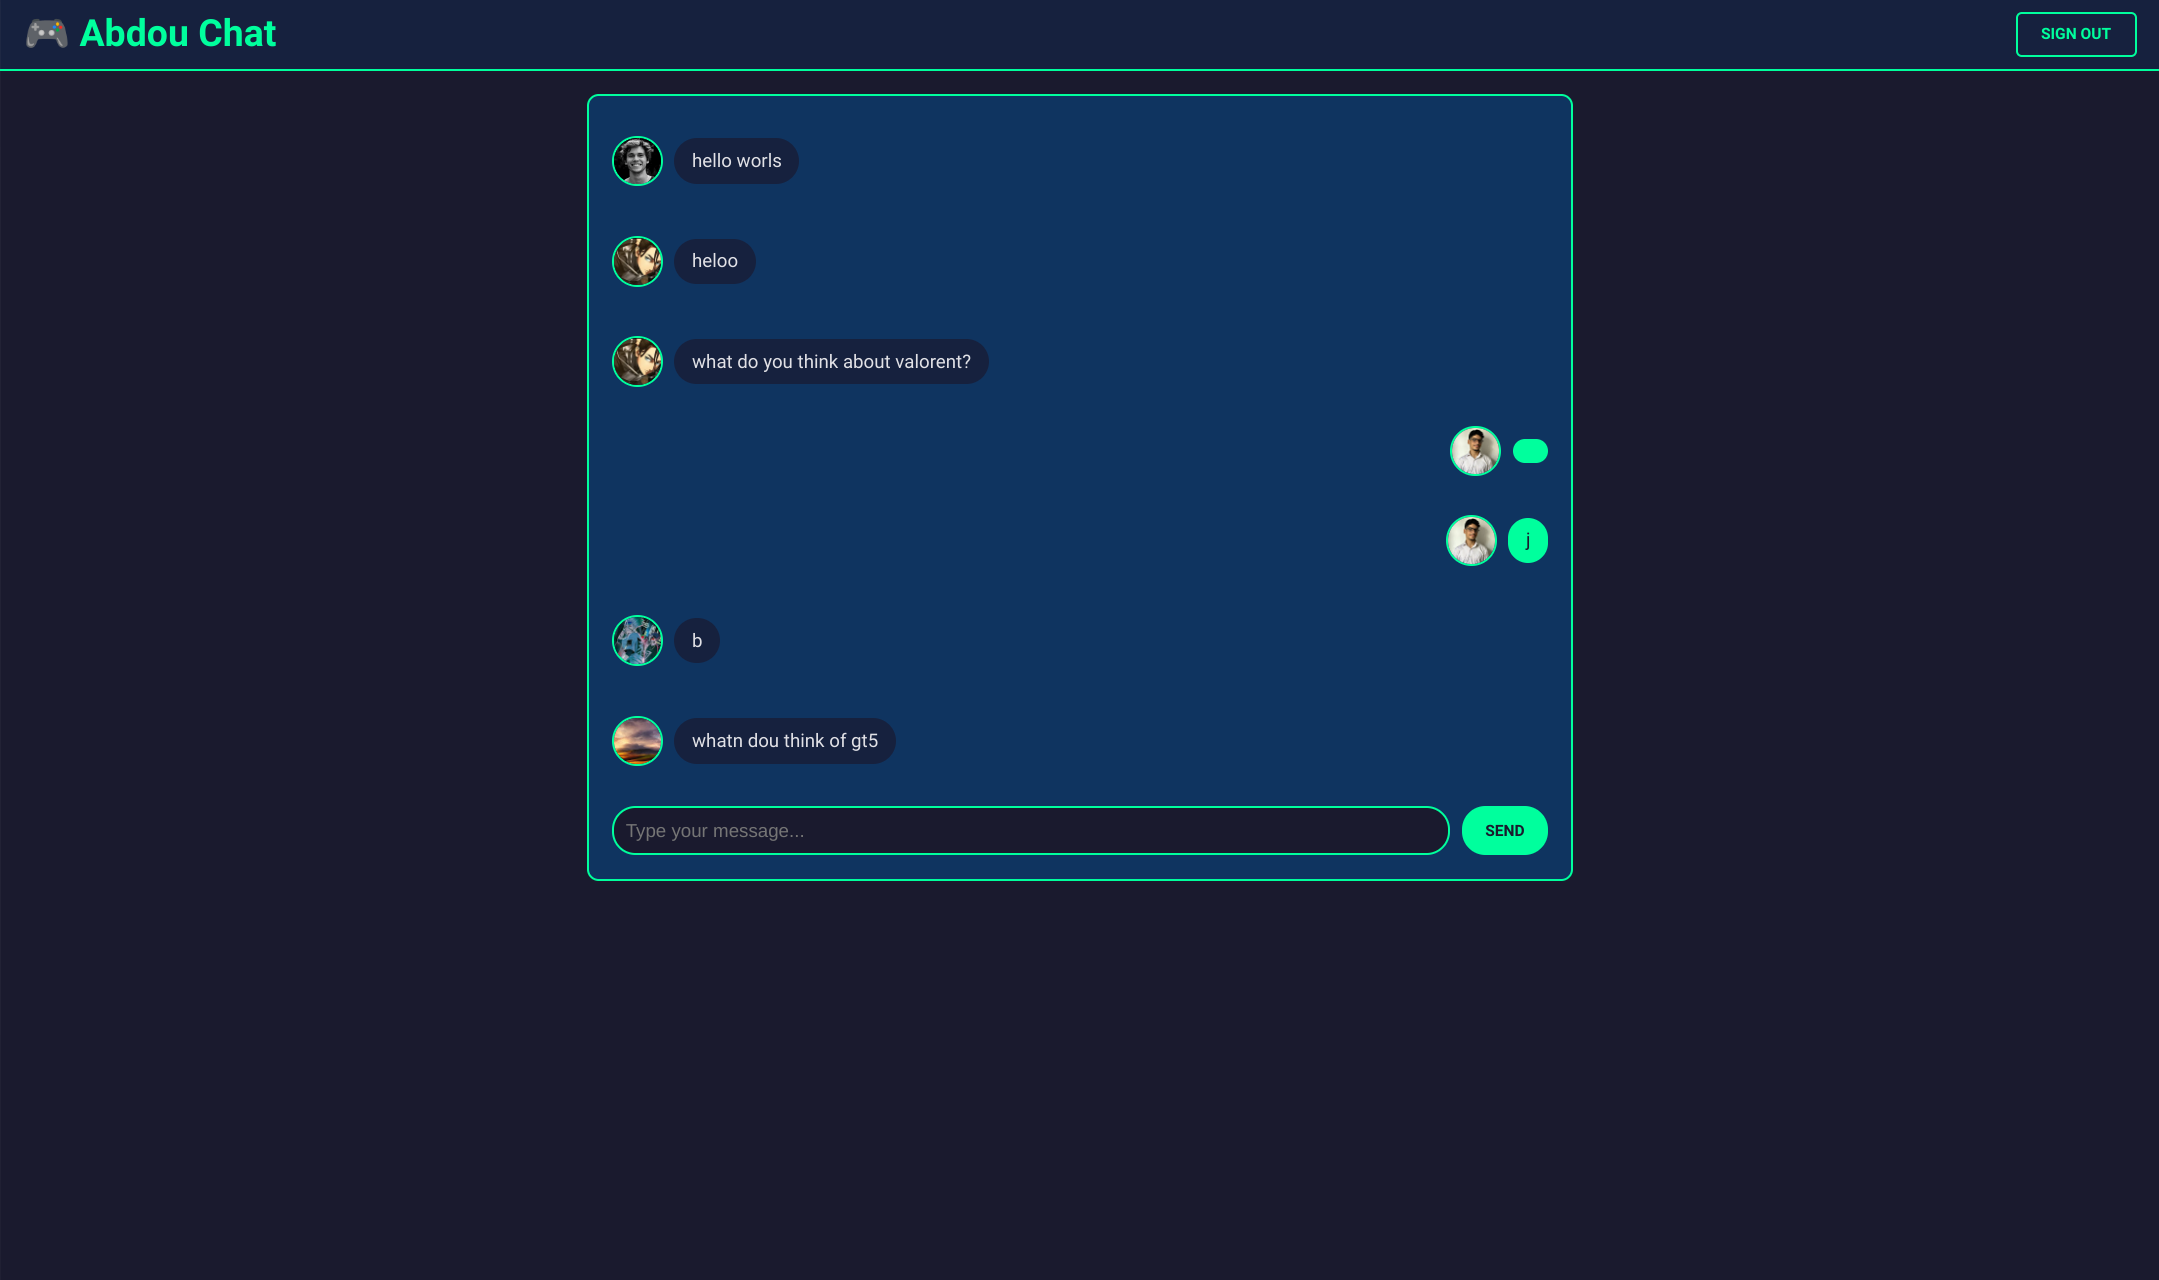 🎮 Abdou Chat
SIGN OUT
hello worls
heloo
what do you think about valorent?
j
b
whatn dou think of gt5
Type your message...
SEND